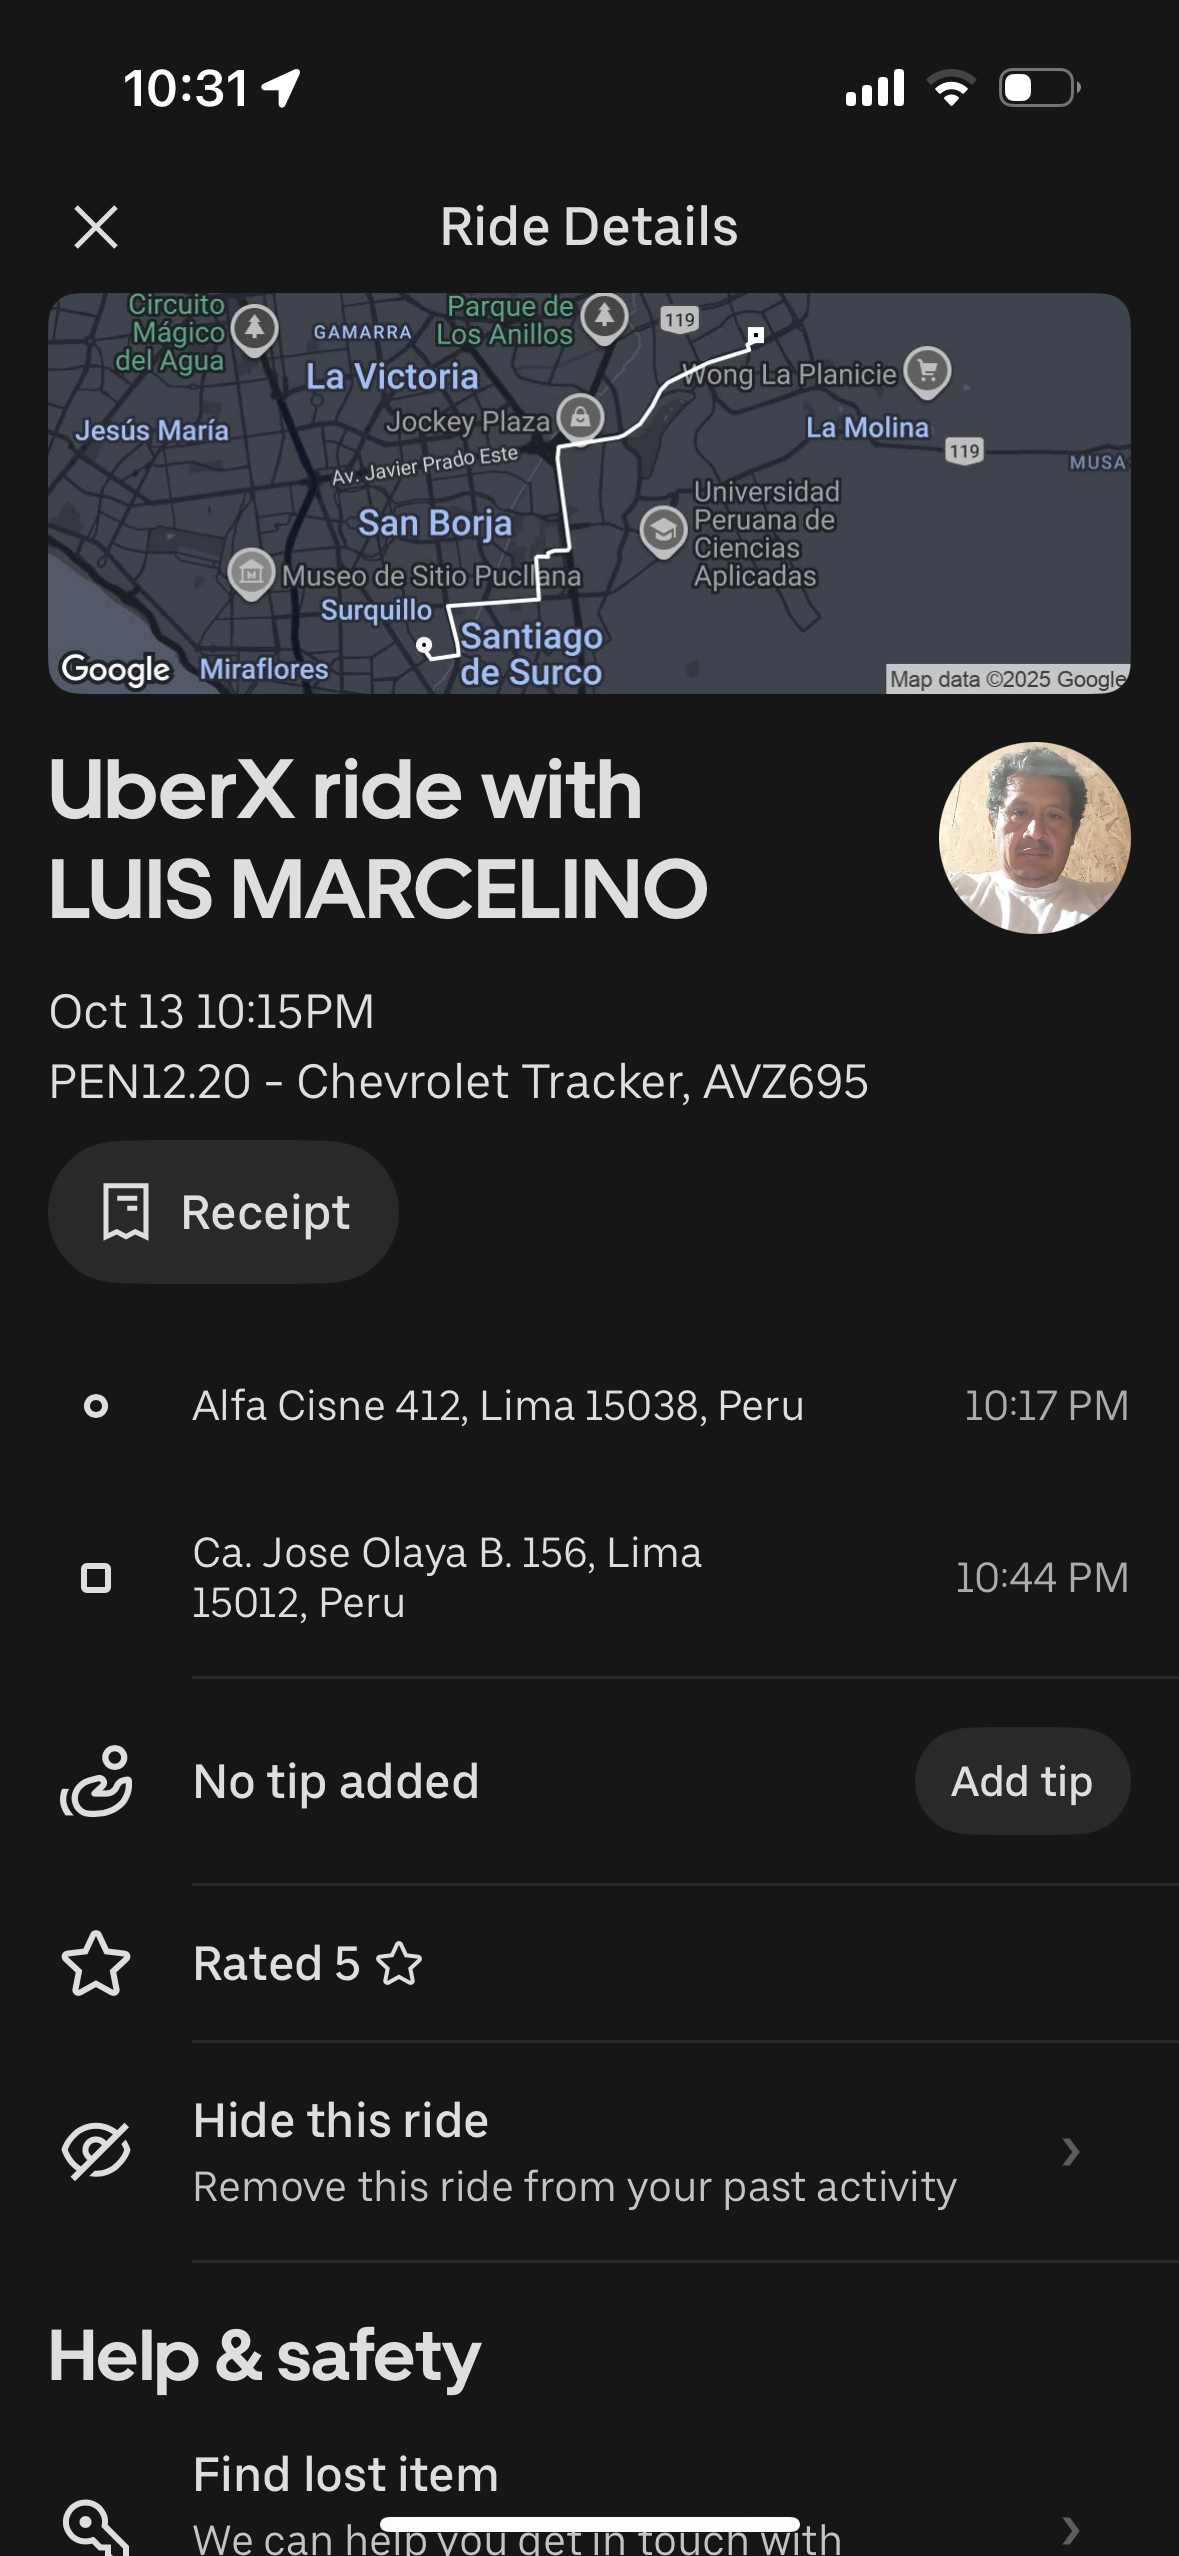 10:31
Ride Details
Circuito
Mágico
del Agua
GAMARRA
Parque de
Los Anillos
119
La Victoria
Wong La Planicie
Jesús María
Jockey Plaza
La Molina
119
Av. Javier Prado Este
MUSA
San Borja
Universidad
Peruana de
Ciencias
Aplicadas
Museo de Sitio Pucllana
Surquillo
Santiago
de Surco
Google
Miraflores
Map data ©2025 Google
UberX ride with
LUIS MARCELINO
Oct 13 10:15PM
PEN12.20 - Chevrolet Tracker, AVZ695
Receipt
Alfa Cisne 412, Lima 15038, Peru 10:17 PM
Ca. Jose Olaya B. 156, Lima
15012, Peru
10:44 PM
No tip added Add tip
Rated 5
Hide this ride
Remove this ride from your past activity
Help & safety
Find lost item
We can help you get in touch with